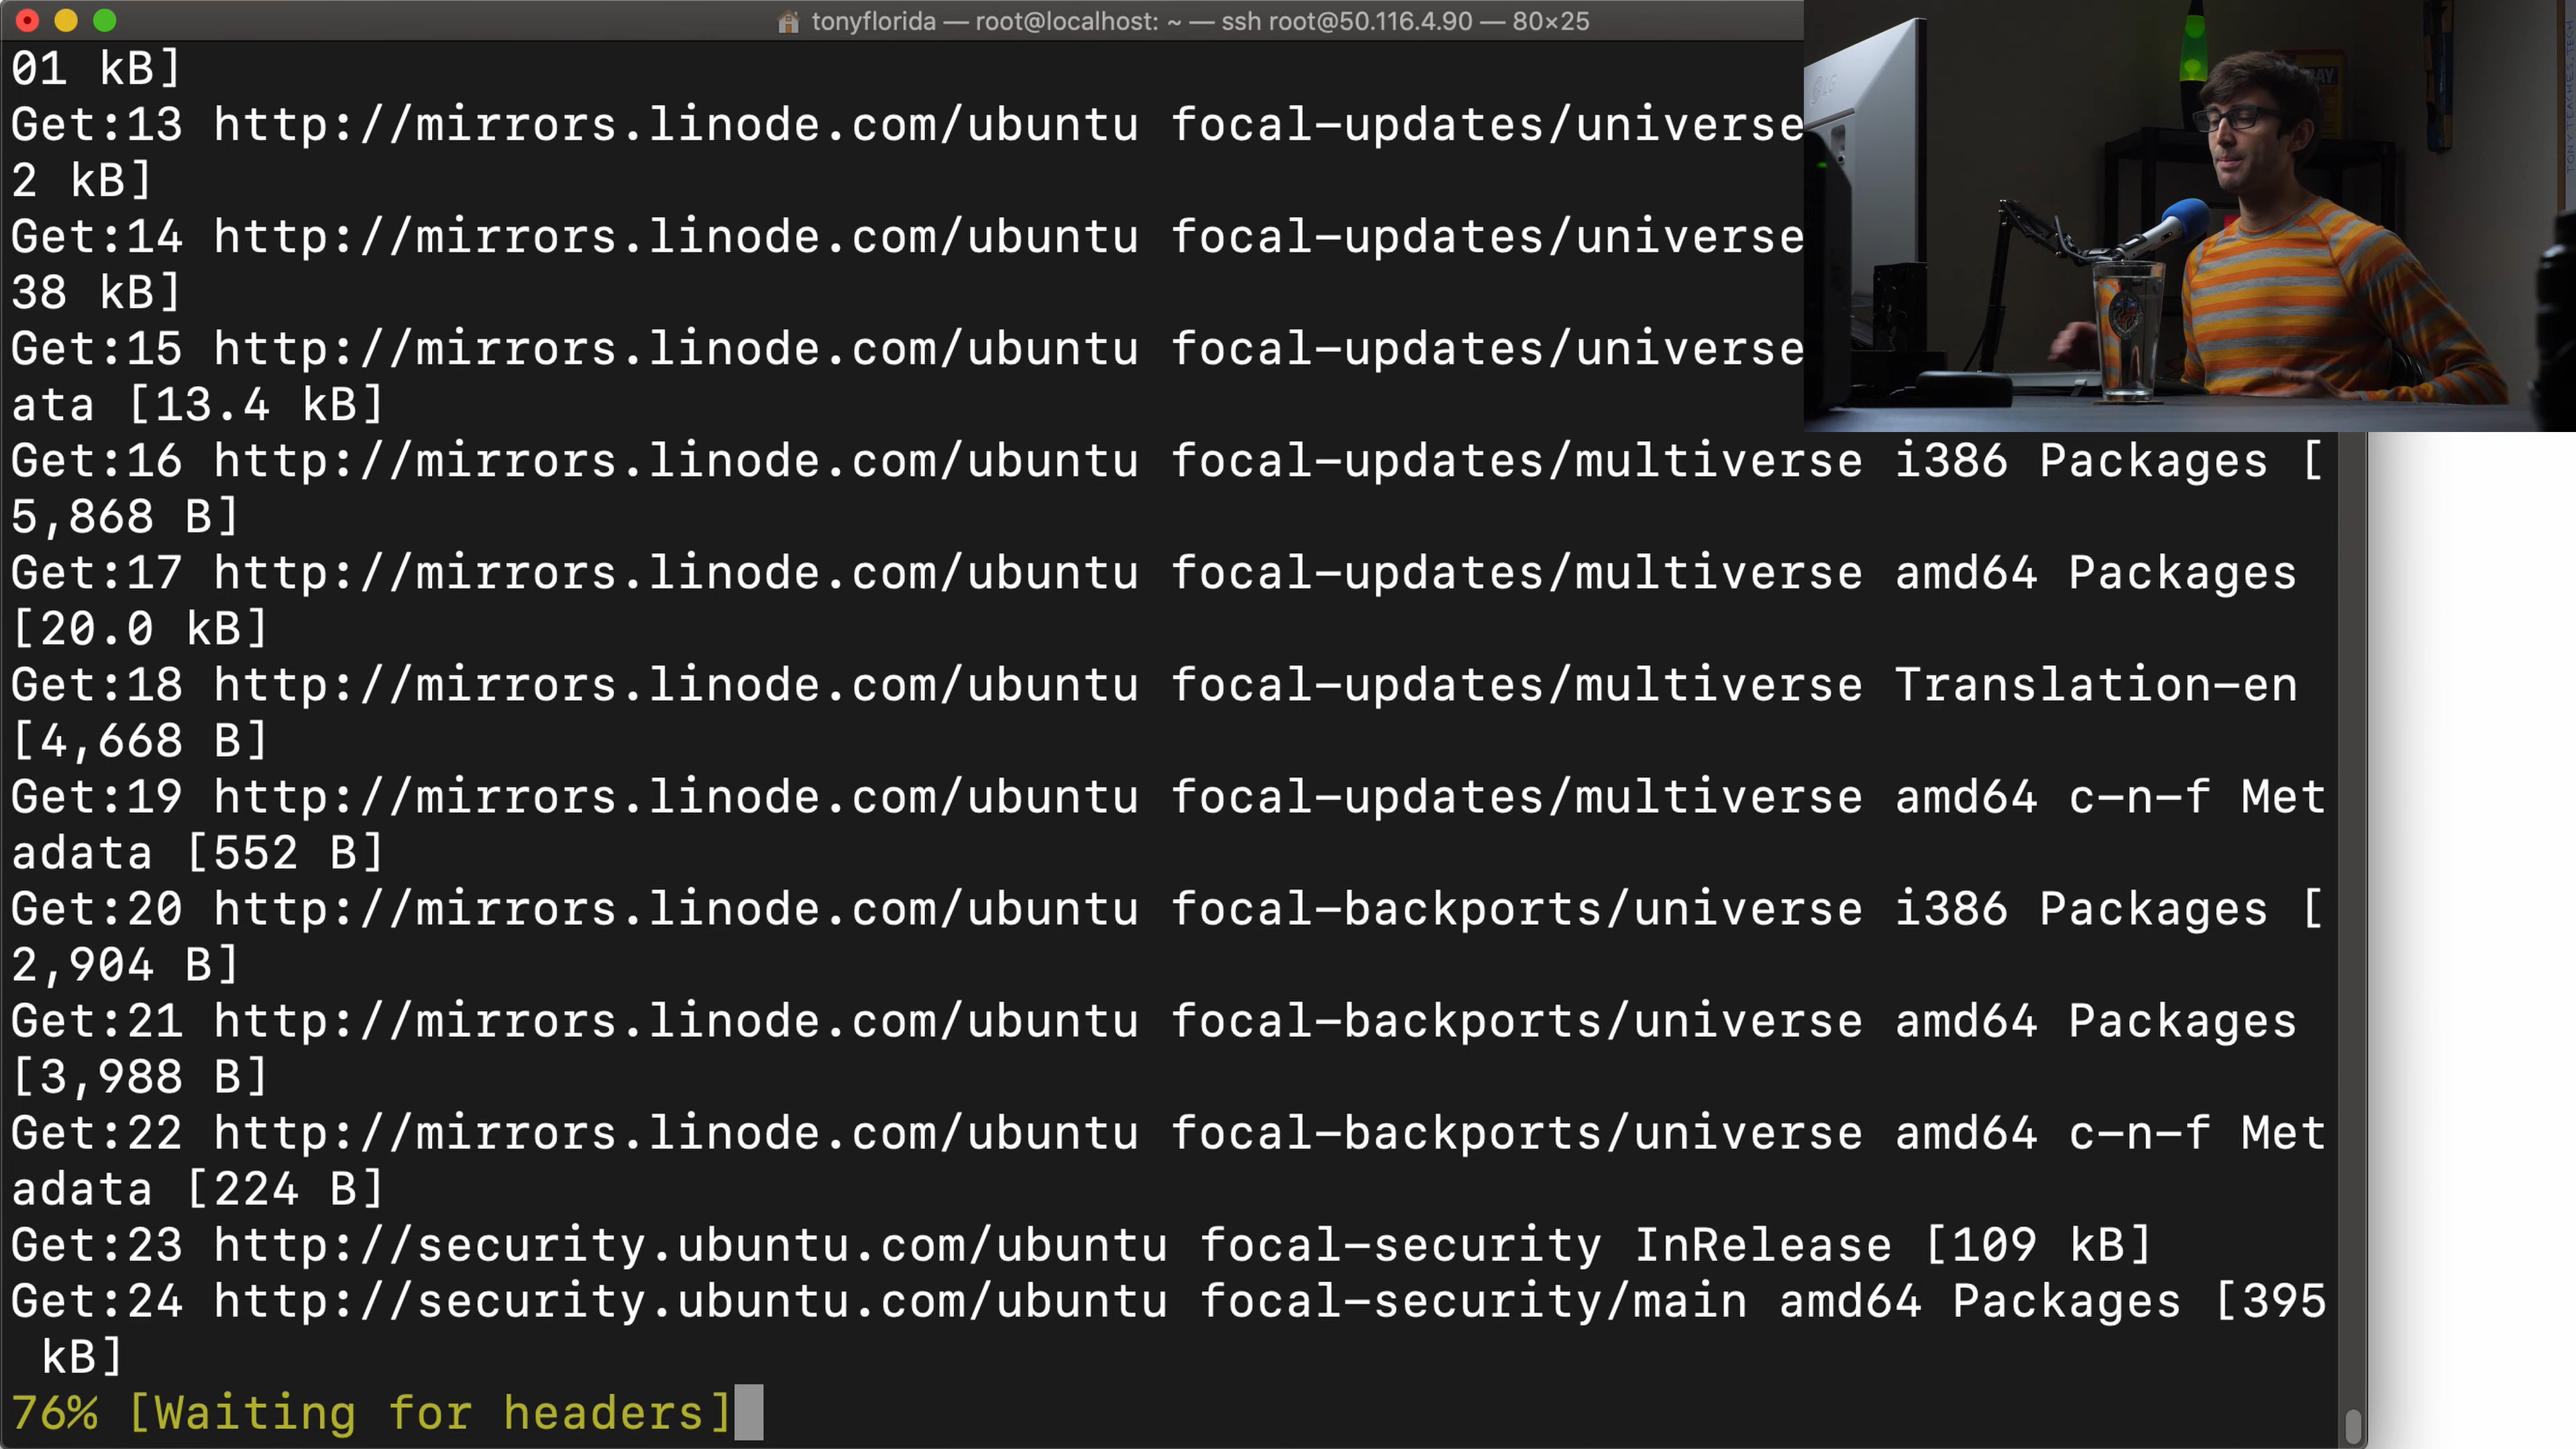 tonyflorida — root@localhost: ~ — ssh root@50.116.4.90 — 80×25
01 kB]
Get:13 http://mirrors.linode.com/ubuntu focal-updates/universe
2 kB]
Get:14 http://mirrors.linode.com/ubuntu focal-updates/universe
38 kB]
Get:15 http://mirrors.linode.com/ubuntu focal-updates/universe
ata [13.4 kB]
Get:16 http://mirrors.linode.com/ubuntu focal-updates/multiverse i386 Packages [
5,868 B]
Get:17 http://mirrors.linode.com/ubuntu focal-updates/multiverse amd64 Packages
[20.0 kB]
Get:18 http://mirrors.linode.com/ubuntu focal-updates/multiverse Translation-en
[4,668 B]
Get:19 http://mirrors.linode.com/ubuntu focal-updates/multiverse amd64 c-n-f Met
adata [552 B]
Get:20 http://mirrors.linode.com/ubuntu focal-backports/universe i386 Packages [
2,904 B]
Get:21 http://mirrors.linode.com/ubuntu focal-backports/universe amd64 Packages
[3,988 B]
Get:22 http://mirrors.linode.com/ubuntu focal-backports/universe amd64 c-n-f Met
adata [224 B]
Get:23 http://security.ubuntu.com/ubuntu focal-security InRelease [109 kB]
Get:24 http://security.ubuntu.com/ubuntu focal-security/main amd64 Packages [395
kB]
76% [Waiting for headers]
LG